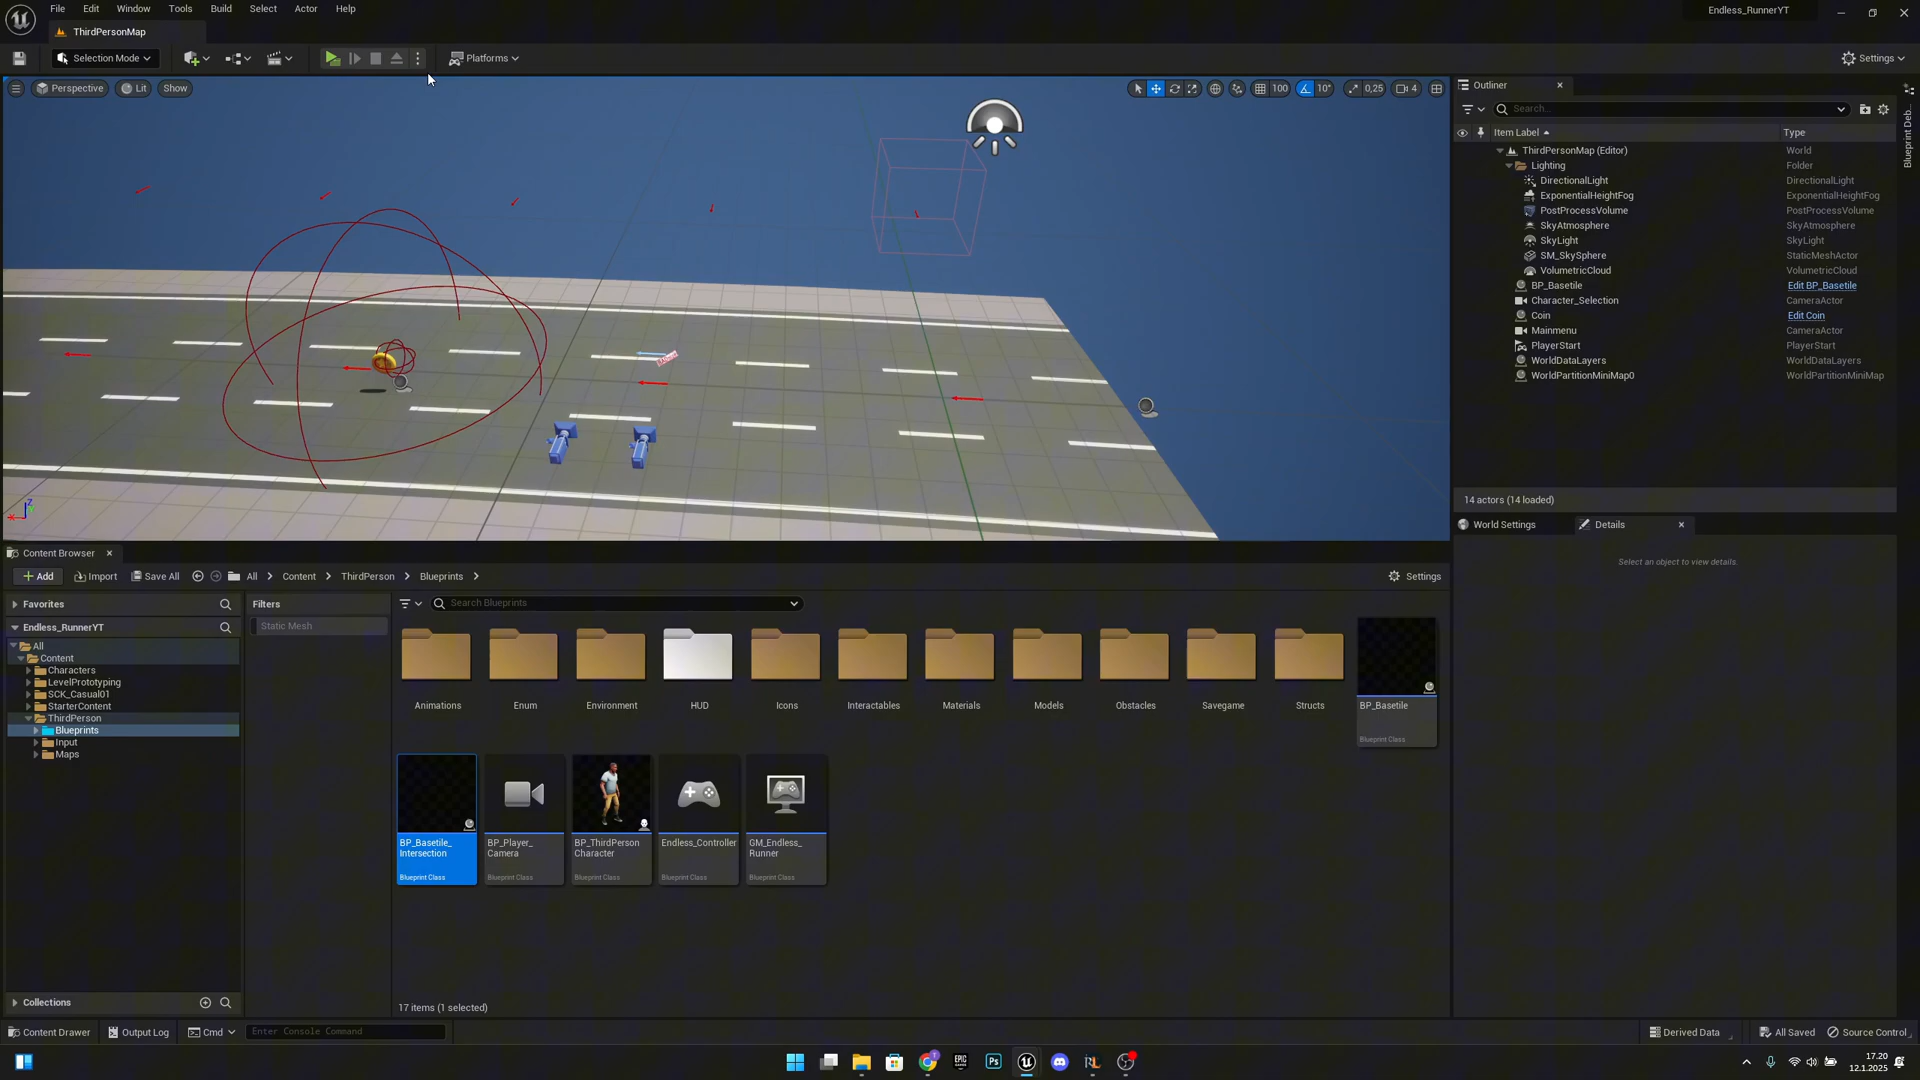 File Edit Window Tools Build Select Actor Help
Endless_RunnerYT
ThirdPersonMap
Selection Mode
Platforms
Settings
Perspective
Lit
Show
100
10°
0,25
4
Outliner
Search...
Item Label
Type
ThirdPersonMap (Editor) World
Lighting Folder
DirectionalLight DirectionalLight
ExponentialHeightFog ExponentialHeightFog
PostProcessVolume PostProcessVolume
SkyAtmosphere SkyAtmosphere
SkyLight SkyLight
SM_SkySphere StaticMeshActor
VolumetricCloud VolumetricCloud
BP_Basetile Edit BP_Basetile
Character_Selection CameraActor
Coin Edit Coin
Mainmenu CameraActor
PlayerStart PlayerStart
WorldDataLayers WorldDataLayers
WorldPartitionMiniMap0 WorldPartitionMiniMap
14 actors (14 loaded)
Blueprint Deb...
World Settings
Details
Select an object to view details.
Content Browser
Add
Import
Save All
All
Content
ThirdPerson
Blueprints
Settings
Favorites
Endless_RunnerYT
All
Content
Characters
LevelPrototyping
SCK_Casual01
StarterContent
ThirdPerson
Blueprints
Input
Maps
Collections
Filters
Static Mesh
Search Blueprints
Animations
Enum
Environment
HUD
Icons
Interactables
Materials
Models
Obstacles
Savegame
Structs
BP_Basetile
Blueprint Class
BP_Basetile_
Intersection
Blueprint Class
BP_Player_
Camera
Blueprint Class
BP_ThirdPerson
Character
Blueprint Class
Endless_Controller
Blueprint Class
GM_Endless_
Runner
Blueprint Class
17 items (1 selected)
Content Drawer
Output Log
Cmd
Enter Console Command
Derived Data
All Saved
Source Control
EPIC
Ps
17.20
12.1.2025